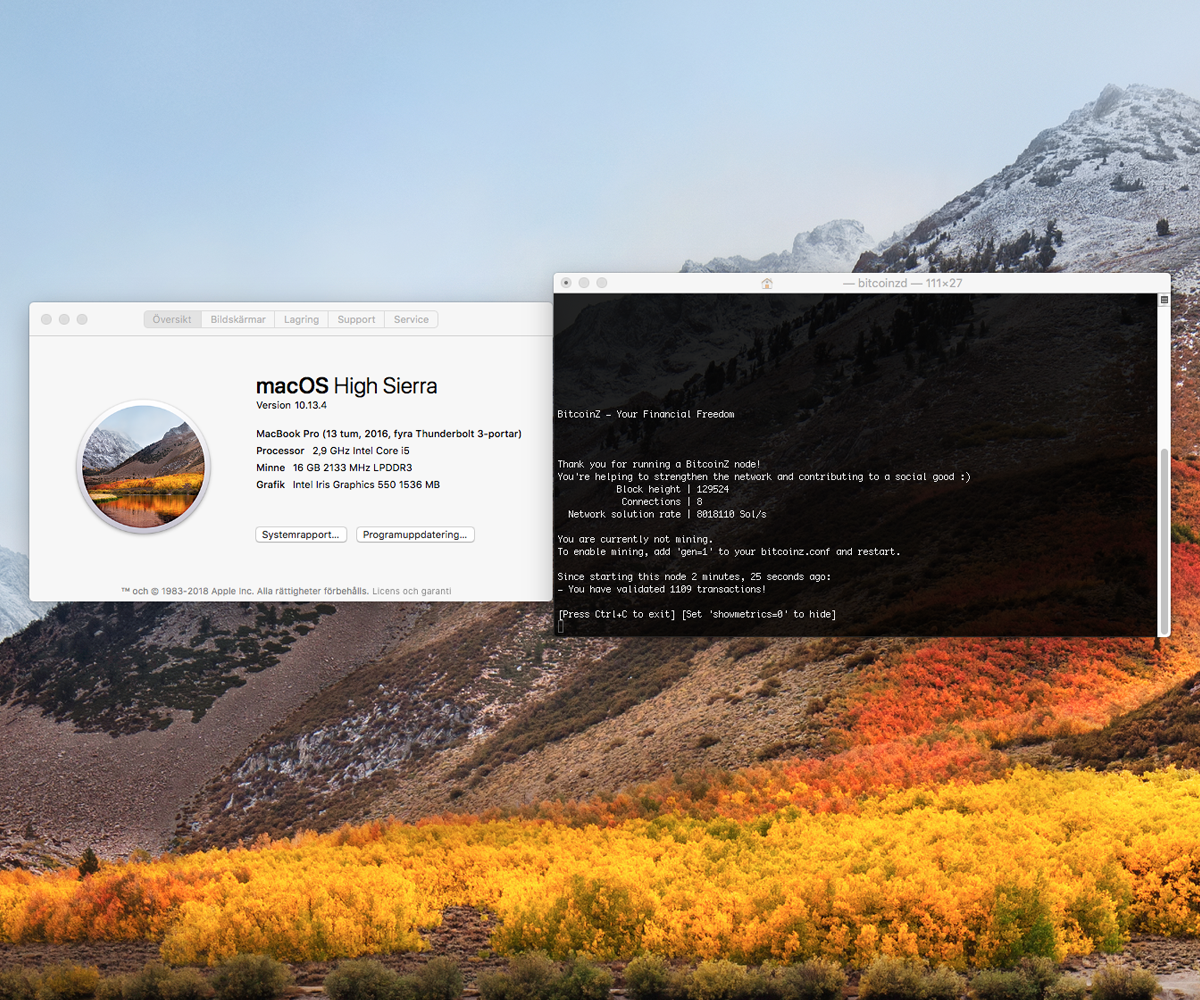 Översikt Bildskärmar Lagring Support Service
macOS High Sierra
Version 10.13.4
MacBook Pro (13 tum, 2016, fyra Thunderbolt 3-portar)
Processor 2,9 GHz Intel Core i5
Minne 16 GB 2133 MHz LPDDR3
Grafik Intel Iris Graphics 550 1536 MB
Systemrapport... Programuppdatering...
™ och © 1983-2018 Apple Inc. Alla rättigheter förbehålls. Licens och garanti
— bitcoinzd — 111×27
BitcoinZ - Your Financial Freedom
Thank you for running a BitcoinZ node!
You're helping to strengthen the network and contributing to a social good :)
Block height | 129524
Connections | 8
Network solution rate | 8018110 Sol/s
You are currently not mining.
To enable mining, add 'gen=1' to your bitcoinz.conf and restart.
Since starting this node 2 minutes, 25 seconds ago:
- You have validated 1109 transactions!
[Press Ctrl+C to exit] [Set 'showmetrics=0' to hide]